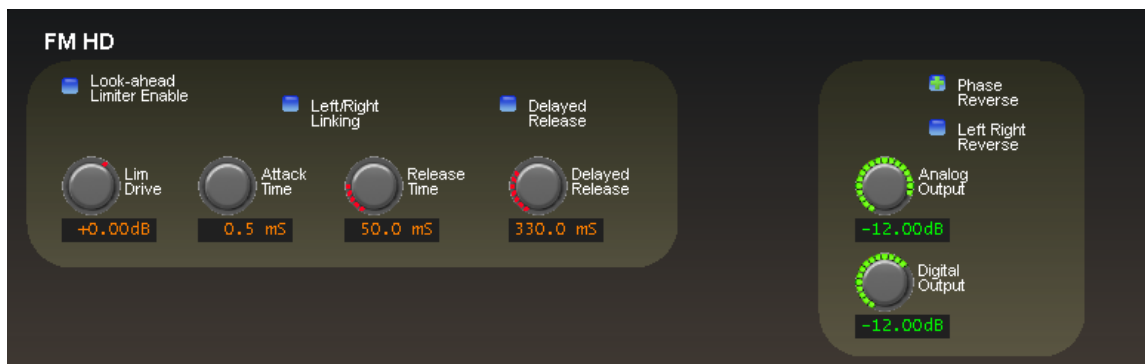 FM HD
Look-ahead
Limiter Enable
Left/Right
Linking
Delayed
Release
Lim
Drive
+0.00dB
Attack
Time
0.5 mS
Release
Time
50.0 mS
Delayed
Release
330.0 mS
Phase
Reverse
Left Right
Reverse
Analog
Output
-12.00dB
Digital
Output
-12.00dB